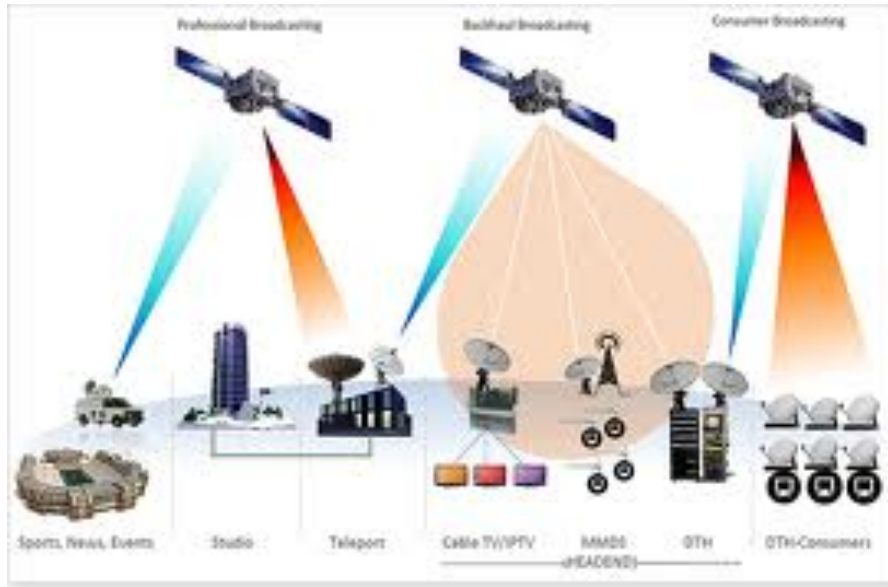 Professional Broadcasting
Backhaul Broadcasting
Consumer Broadcasting
Sports, News, Events
Studio
Teleport
Cable TV/IPTV
MMDS
DTH
DTH-Consumers
HEADENDS